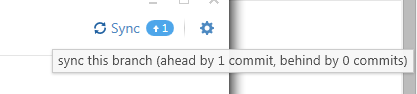 Sync 1
sync this branch (ahead by 1 commit, behind by 0 commits)